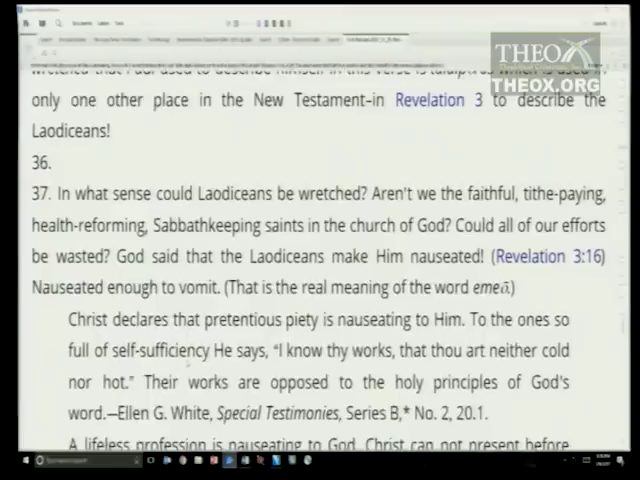 THEOX
THEOX.ORG
wretched that Paul used to describe himself in this verse is talaiporos which is used in
only one other place in the New Testament–in Revelation 3 to describe the
Laodiceans!
36.
37. In what sense could Laodiceans be wretched? Aren't we the faithful, tithe-paying,
health-reforming, Sabbathkeeping saints in the church of God? Could all of our efforts
be wasted? God said that the Laodiceans make Him nauseated! (Revelation 3:16)
Nauseated enough to vomit. (That is the real meaning of the word emeā)
Christ declares that pretentious piety is nauseating to Him. To the ones so
full of self-sufficiency He says, "I know thy works, that thou art neither cold
nor hot." Their works are opposed to the holy principles of God's
word.—Ellen G. White, Special Testimonies, Series B,* No. 2, 20.1.
A lifeless profession is nauseating to God. Christ can not present before